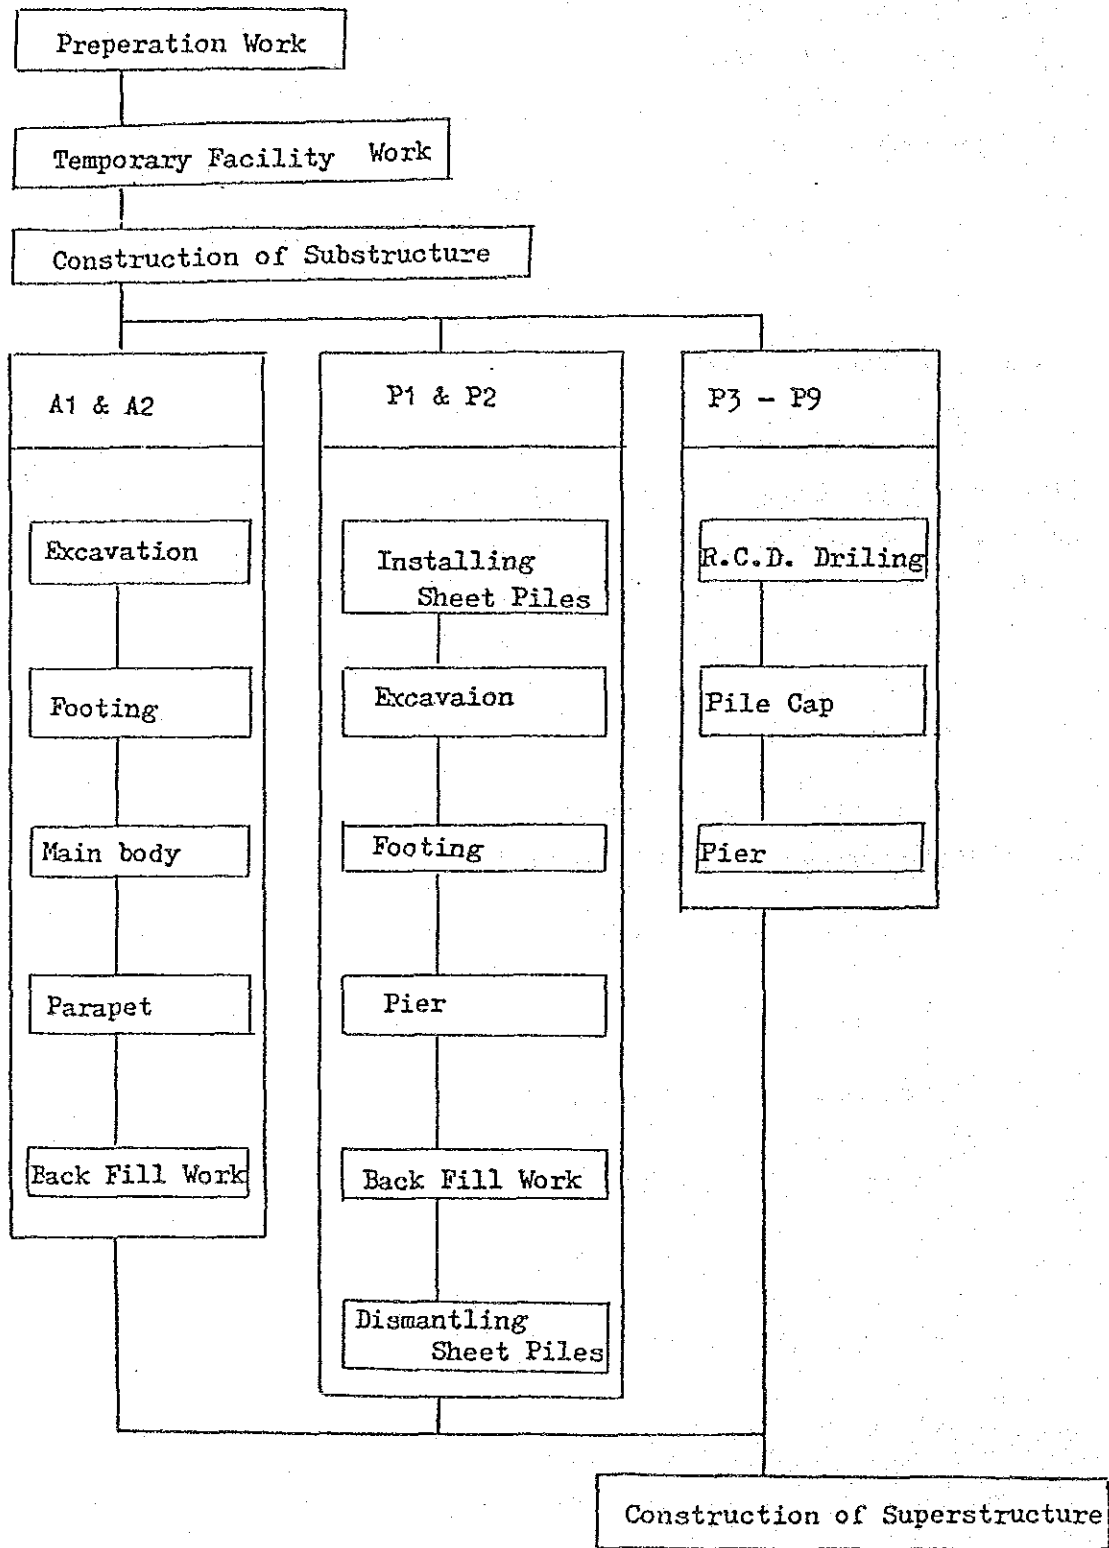 Preperation Work
Temporary Facility Work
Construction of Substructure
A1 & A2
Excavation
Footing
Main body
Parapet
Back Fill Work
P1 & P2
Installing
Sheet Piles
Excavaion
Footing
Pier
Back Fill Work
Dismantling
Sheet Piles
P3 - P9
R.C.D. Driling
Pile Cap
Pier
Construction of Superstructure